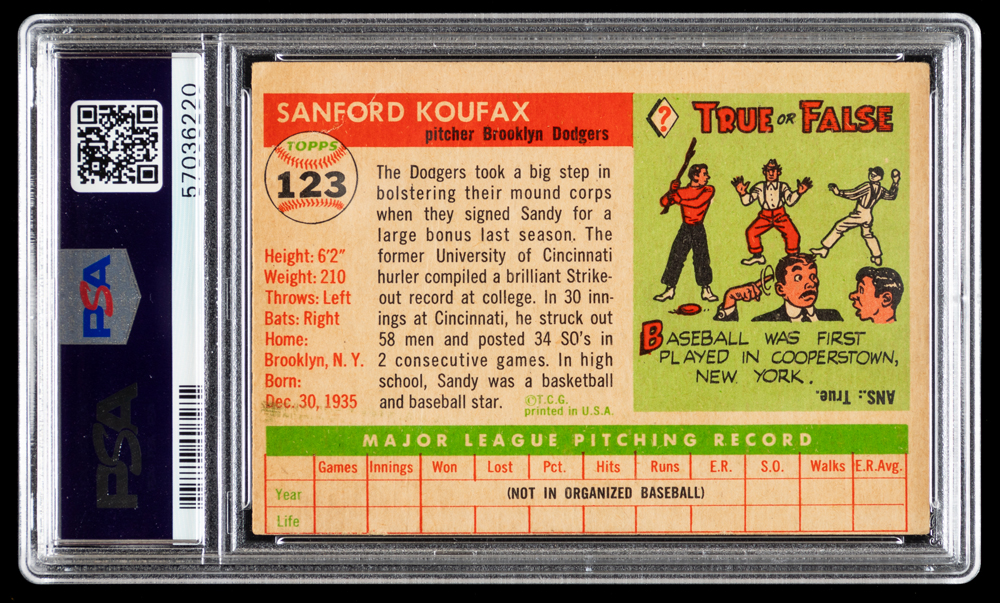 57036220
PSA
PSA
SANFORD KOUFAX
pitcher Brooklyn Dodgers
TOPPS
123
Height: 6'2"
Weight: 210
Throws: Left
Bats: Right
Home:
Brooklyn, N. Y.
Born:
Dec. 30, 1935
The Dodgers took a big step in
bolstering their mound corps
when they signed Sandy for a
large bonus last season. The
former University of Cincinnati
hurler compiled a brilliant Strike-
out record at college. In 30 inn-
ings at Cincinnati, he struck out
58 men and posted 34 SO's in
2 consecutive games. In high
school, Sandy was a basketball
and baseball star.
©T.C.G.
printed in U.S.A.
?
TRUE OR FALSE
BASEBALL WAS FIRST
PLAYED IN COOPERSTOWN,
NEW YORK.
ANS.: True.
MAJOR LEAGUE PITCHING RECORD
Games Innings Won Lost Pct. Hits Runs E.R. S.O. Walks E.R.Avg.
Year (NOT IN ORGANIZED BASEBALL)
Life